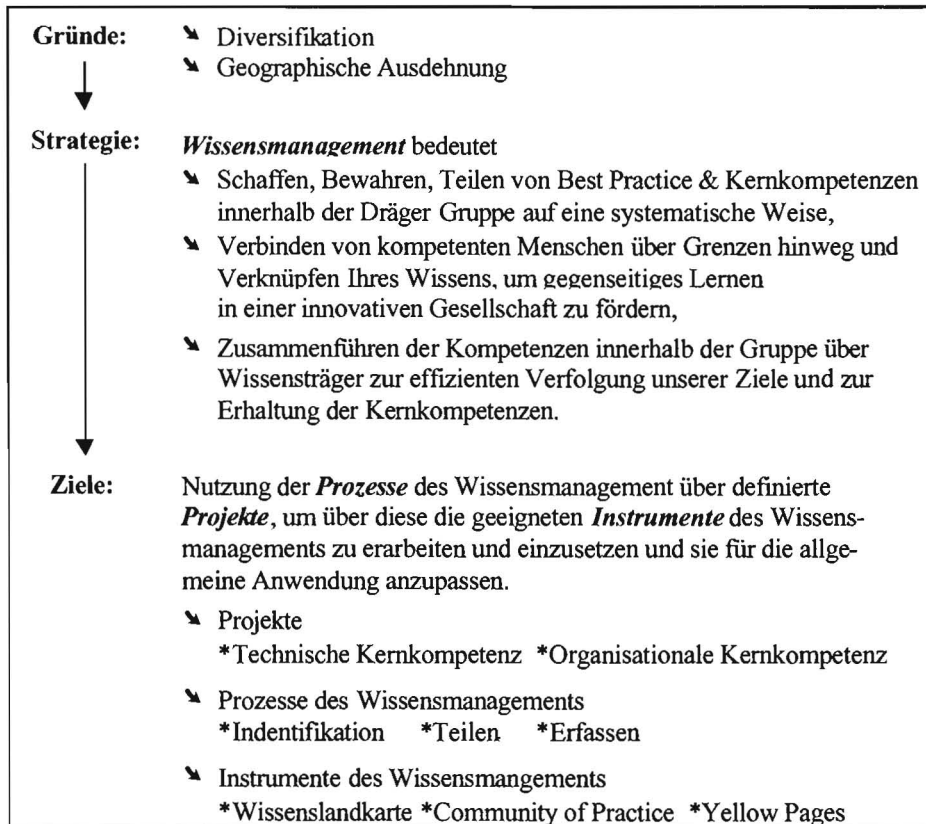 Gründe: Diversifikation
Geographische Ausdehnung
Strategie: Wissensmanagement bedeutet
Schaffen, Bewahren, Teilen von Best Practice & Kernkompetenzen
innerhalb der Dräger Gruppe auf eine systematische Weise,
Verbinden von kompetenten Menschen über Grenzen hinweg und
Verknüpfen Ihres Wissens, um gegenseitiges Lernen
in einer innovativen Gesellschaft zu fördern,
Zusammenführen der Kompetenzen innerhalb der Gruppe über
Wissensträger zur effizienten Verfolgung unserer Ziele und zur
Erhaltung der Kernkompetenzen.
Ziele: Nutzung der Prozesse des Wissensmanagement über definierte
Projekte, um über diese die geeigneten Instrumente des Wissens-
managements zu erarbeiten und einzusetzen und sie für die allge-
meine Anwendung anzupassen.
Projekte
*Technische Kernkompetenz *Organisationale Kernkompetenz
Prozesse des Wissensmanagements
*Indentifikation *Teilen *Erfassen
Instrumente des Wissensmangements
*Wissenslandkarte *Community of Practice *Yellow Pages